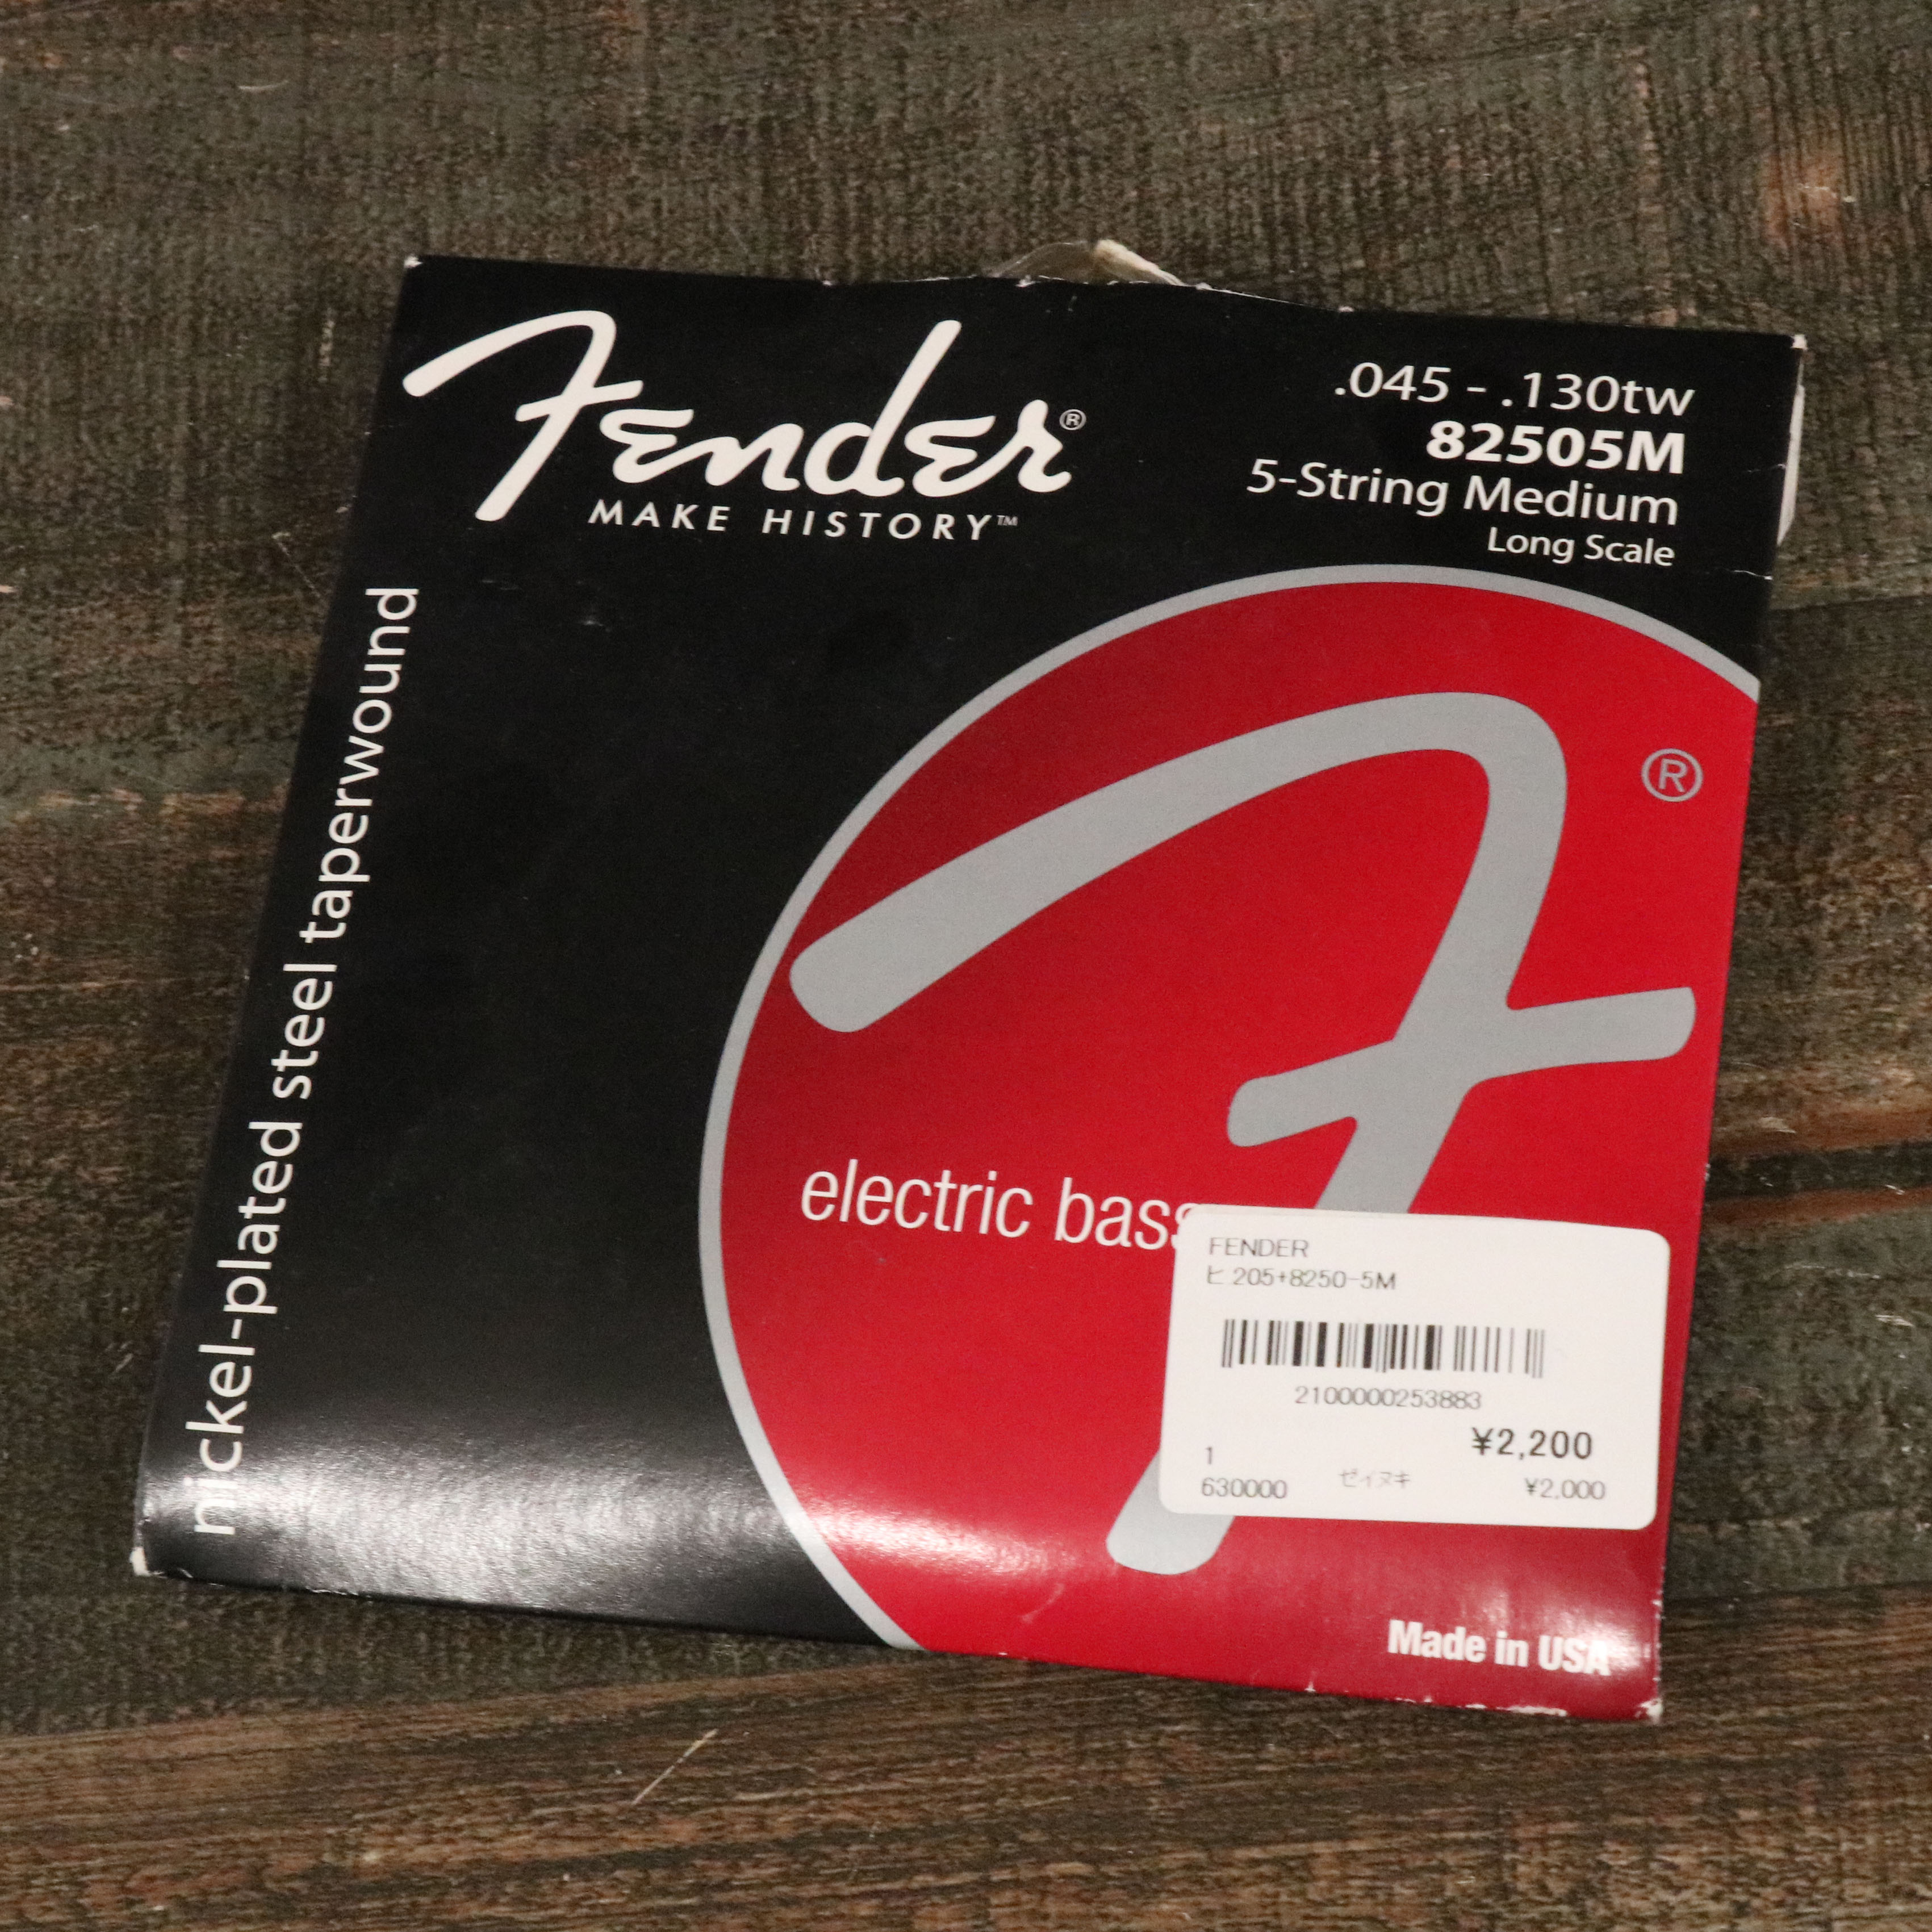 Fender®
MAKE HISTORY™
.045 - .130tw
82505M
5-String Medium
Long Scale
nickel-plated steel taperwound
®
electric bass
FENDER
ヒ 205+8250-5M
2100000253883
¥2,200
1
630000 ゼイヌキ ¥2,000
Made in USA